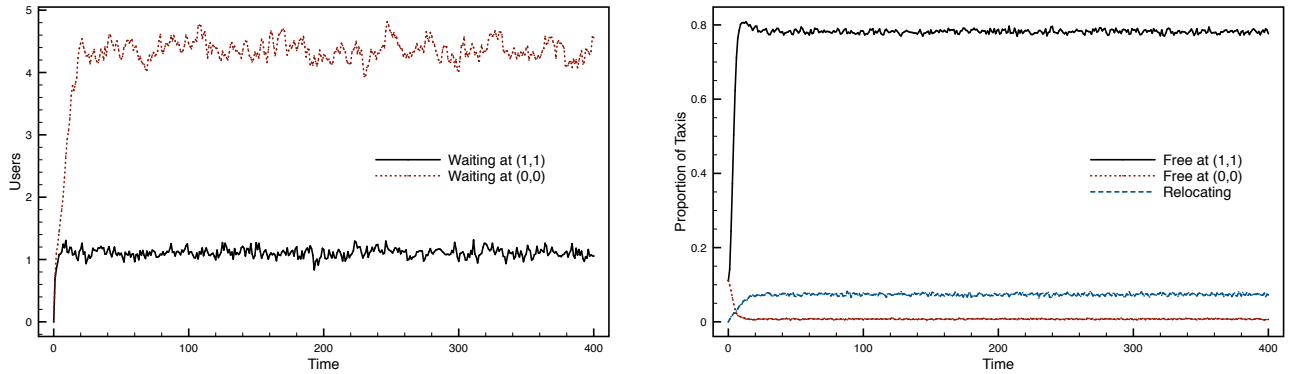 5
4
3
2
1
0
Users
Waiting at (1,1)
Waiting at (0,0)
0 100 200 300 400
Time
0.8
0.6
0.4
0.2
0
Proportion of Taxis
Free at (1,1)
Free at (0,0)
Relocating
0 100 200 300 400
Time